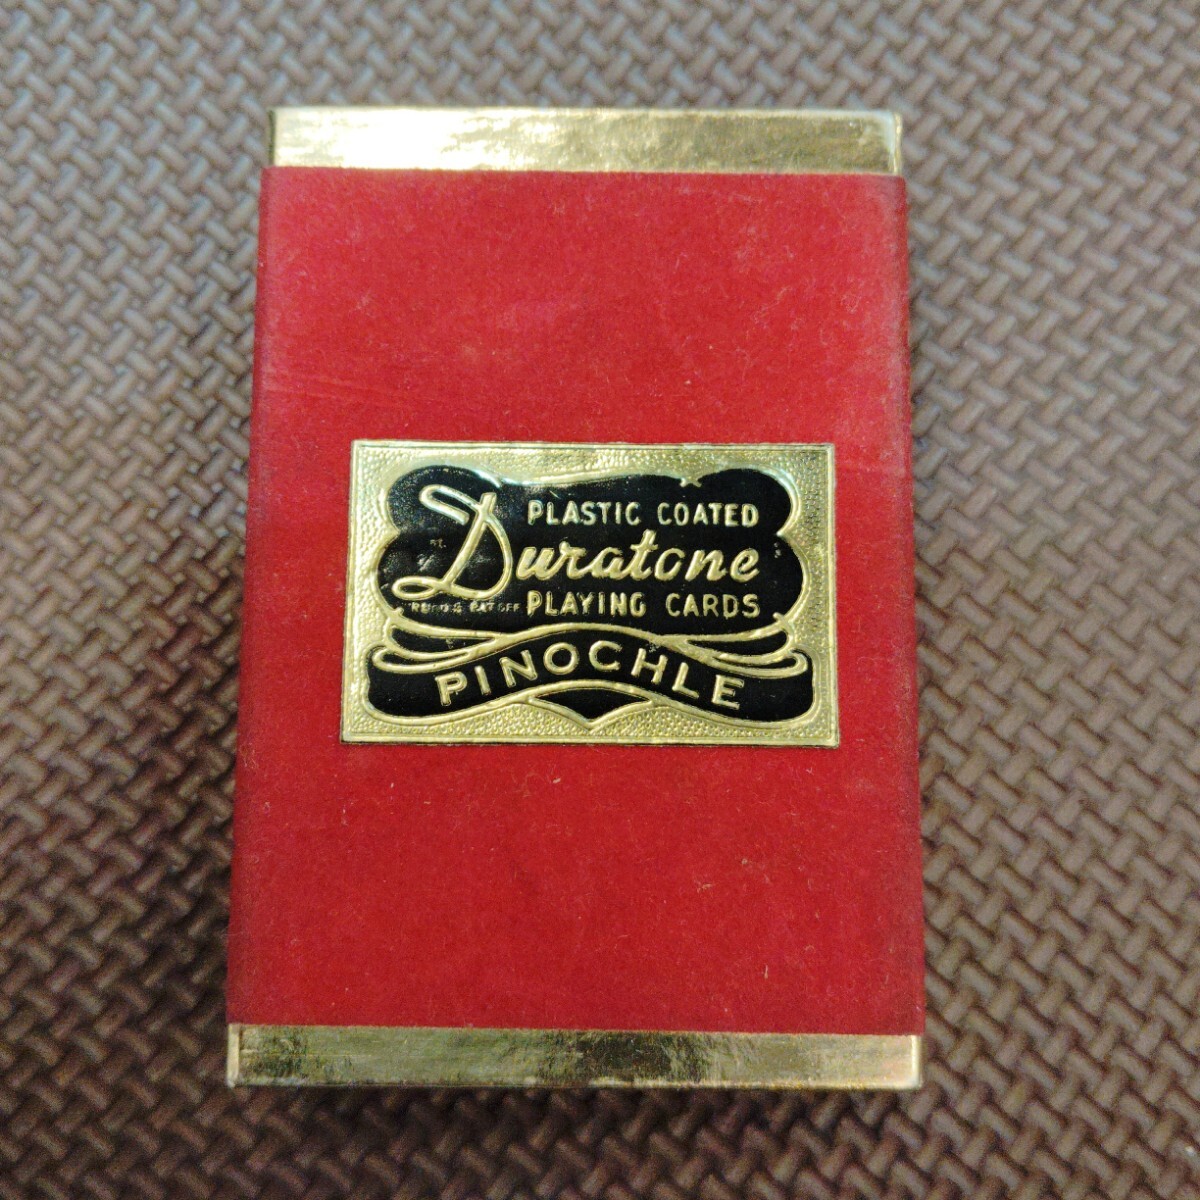 PLASTIC COATED
Duratone
PLAYING CARDS
PINOCHLE